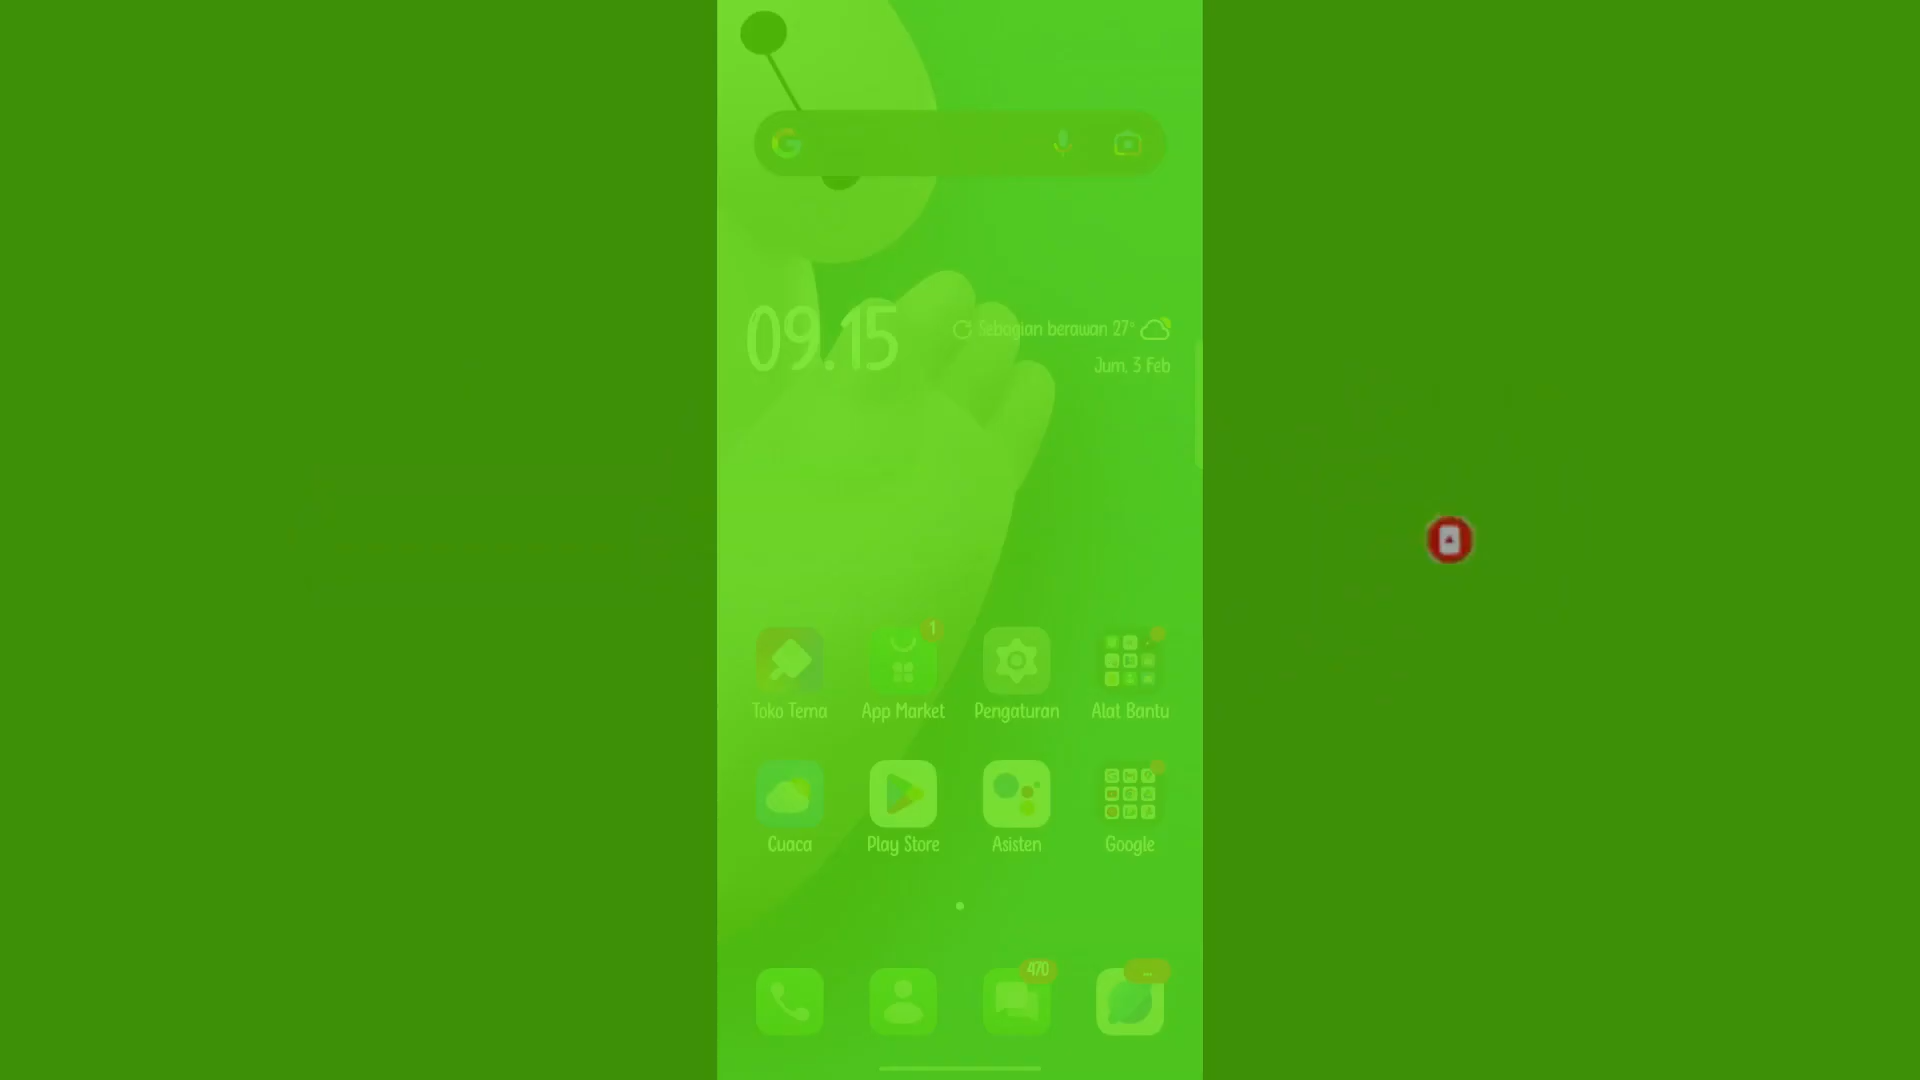 09.15
Sebagian berawan 27°
Jum, 3 Feb
1
Toko Tema
App Market
Pengaturan
Alat Bantu
Cuaca
Play Store
Asisten
Google
470